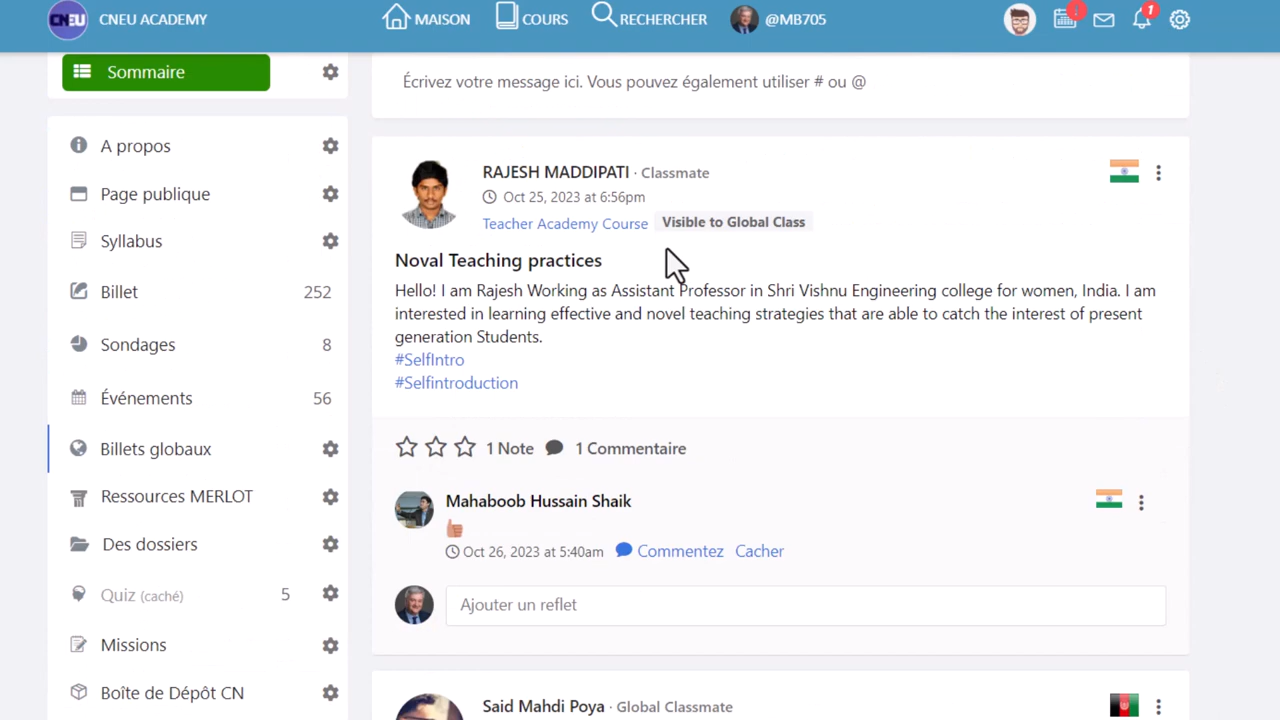 CNEU
CNEU ACADEMY
MAISON
COURS
RECHERCHER
@MB705
1
Sommaire
A propos
Page publique
Syllabus
Billet 252
Sondages 8
Événements 56
Billets globaux
Ressources MERLOT
Des dossiers
Quiz (caché) 5
Missions
Boîte de Dépôt CN
Écrivez votre message ici. Vous pouvez également utiliser # ou @
RAJESH MADDIPATI · Classmate
Oct 25, 2023 at 6:56pm
Teacher Academy Course Visible to Global Class
Noval Teaching practices
Hello! I am Rajesh Working as Assistant Professor in Shri Vishnu Engineering college for women, India. I am
interested in learning effective and novel teaching strategies that are able to catch the interest of present
generation Students.
#SelfIntro
#Selfintroduction
1 Note 1 Commentaire
Mahaboob Hussain Shaik
Oct 26, 2023 at 5:40am Commentez Cacher
Ajouter un reflet
Said Mahdi Poya · Global Classmate